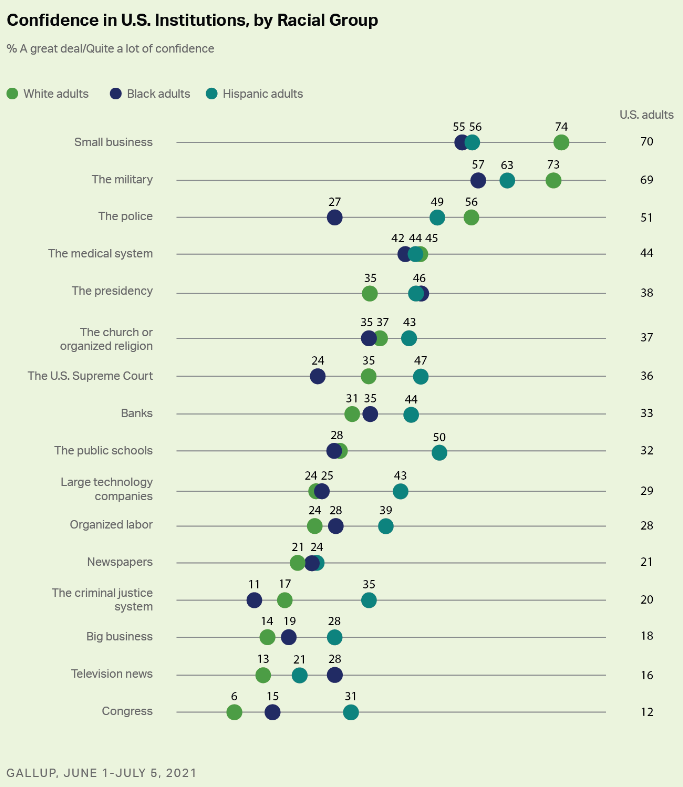 Confidence in U.S. Institutions, by Racial Group
% A great deal/Quite a lot of confidence
White adults Black adults Hispanic adults
U.S. adults
Small business 55 56 74 70
The military 57 63 73 69
The police 27 49 56 51
The medical system 42 44 45 44
The presidency 35 46 38
The church or
organized religion 35 37 43 37
The U.S. Supreme Court 24 35 47 36
Banks 31 35 44 33
The public schools 28 50 32
Large technology
companies 24 25 43 29
Organized labor 24 28 39 28
Newspapers 21 24 21
The criminal justice
system 11 17 35 20
Big business 14 19 28 18
Television news 13 21 28 16
Congress 6 15 31 12
GALLUP, JUNE 1-JULY 5, 2021